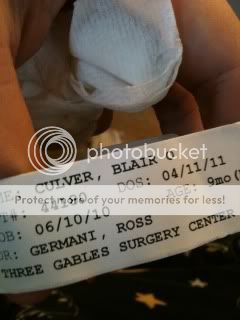 photobucket
Protect more of your memories for less!
CULVER, BLAIR
T#: DOS: 04/11/11 AGE: 9mo(
OB: 06/10/10
DR: GERMANI, ROSS
THREE GABLES SURGERY CENTER